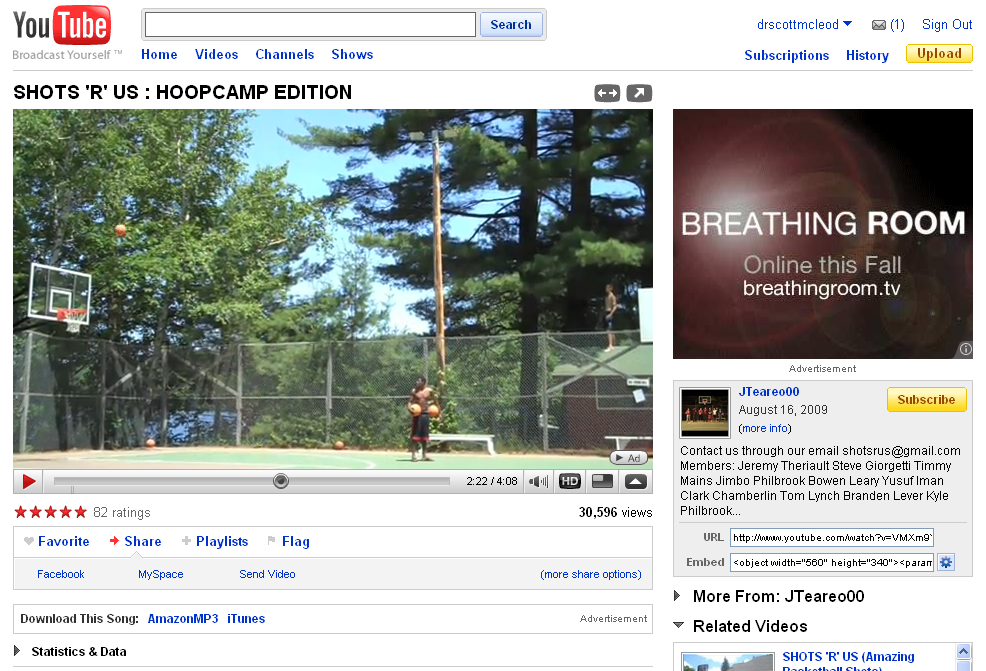 You Tube
Broadcast Yourself ™
Search
drscottmcleod
(1)
Sign Out
Home Videos Channels Shows
Subscriptions History Upload
SHOTS 'R' US : HOOPCAMP EDITION
BREATHING ROOM
Online this Fall
breathingroom.tv
Advertisement
Ad
2:22 / 4:08
HD
82 ratings
30,596 views
Favorite Share Playlists Flag
Facebook MySpace Send Video (more share options)
Download This Song: AmazonMP3 iTunes
Advertisement
Statistics & Data
JTeareo00
August 16, 2009
(more info)
Subscribe
Contact us through our email shotsrus@gmail.com
Members: Jeremy Theriault Steve Giorgetti Timmy
Mains Jimbo Philbrook Bowen Leary Yusuf Iman
Clark Chamberlin Tom Lynch Branden Lever Kyle
Philbrook...
URL http://www.youtube.com/watch?v=VMXm9
Embed <object width="560" height="340"><param
More From: JTeareo00
Related Videos
SHOTS 'R' US (Amazing
Basketball Shots)